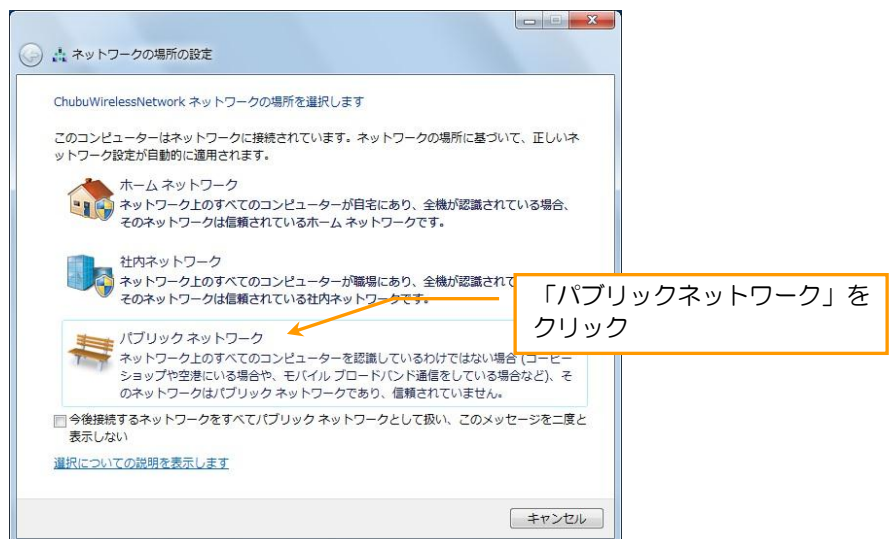 ネットワークの場所の設定
ChubuWirelessNetwork ネットワークの場所を選択します
このコンピューターはネットワークに接続されています。ネットワークの場所に基づいて、正しいネ
ットワーク設定が自動的に適用されます。
ホーム ネットワーク
ネットワーク上のすべてのコンピューターが自宅にあり、全機が認識されている場合、
そのネットワークは信頼されているホーム ネットワークです。
社内ネットワーク
ネットワーク上のすべてのコンピューターが職場にあり、全機が認識されて
そのネットワークは信頼されている社内ネットワークです。
「パブリックネットワーク」を
クリック
パブリック ネットワーク
ネットワーク上のすべてのコンピューターを認識しているわけではない場合 (コーヒー
ショップや空港にいる場合や、モバイル ブロードバンド通信をしている場合など)、そ
のネットワークはパブリック ネットワークであり、信頼されていません。
今後接続するネットワークをすべてパブリック ネットワークとして扱い、このメッセージを二度と
表示しない
選択についての説明を表示します
キャンセル